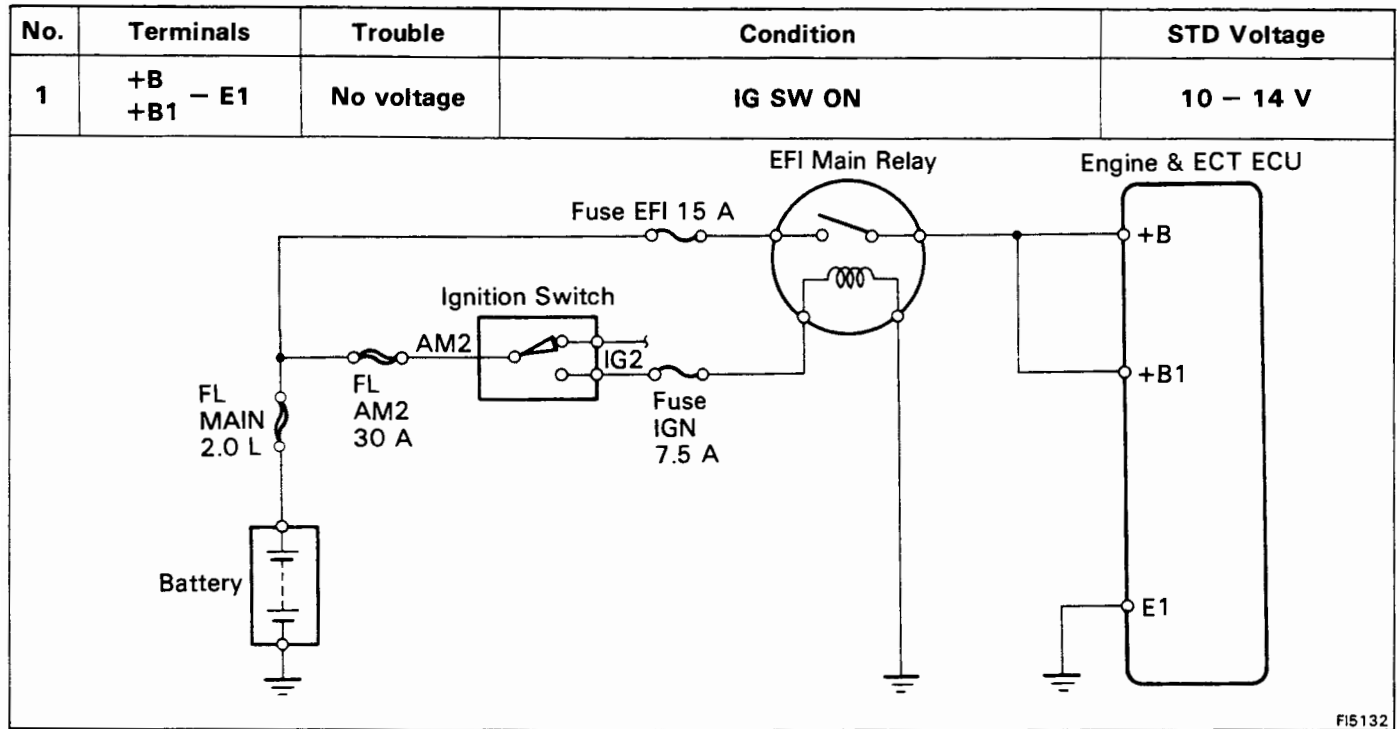 No. Terminals Trouble Condition STD Voltage
1 +B +B1 – E1 No voltage IG SW ON 10 – 14 V
EFI Main Relay Engine & ECT ECU
Fuse EFI 15 A
+B
Ignition Switch
AM2
IG2
+B1
FL MAIN 2.0 L
FL AM2 30 A
Fuse IGN 7.5 A
Battery
E1
FI5132